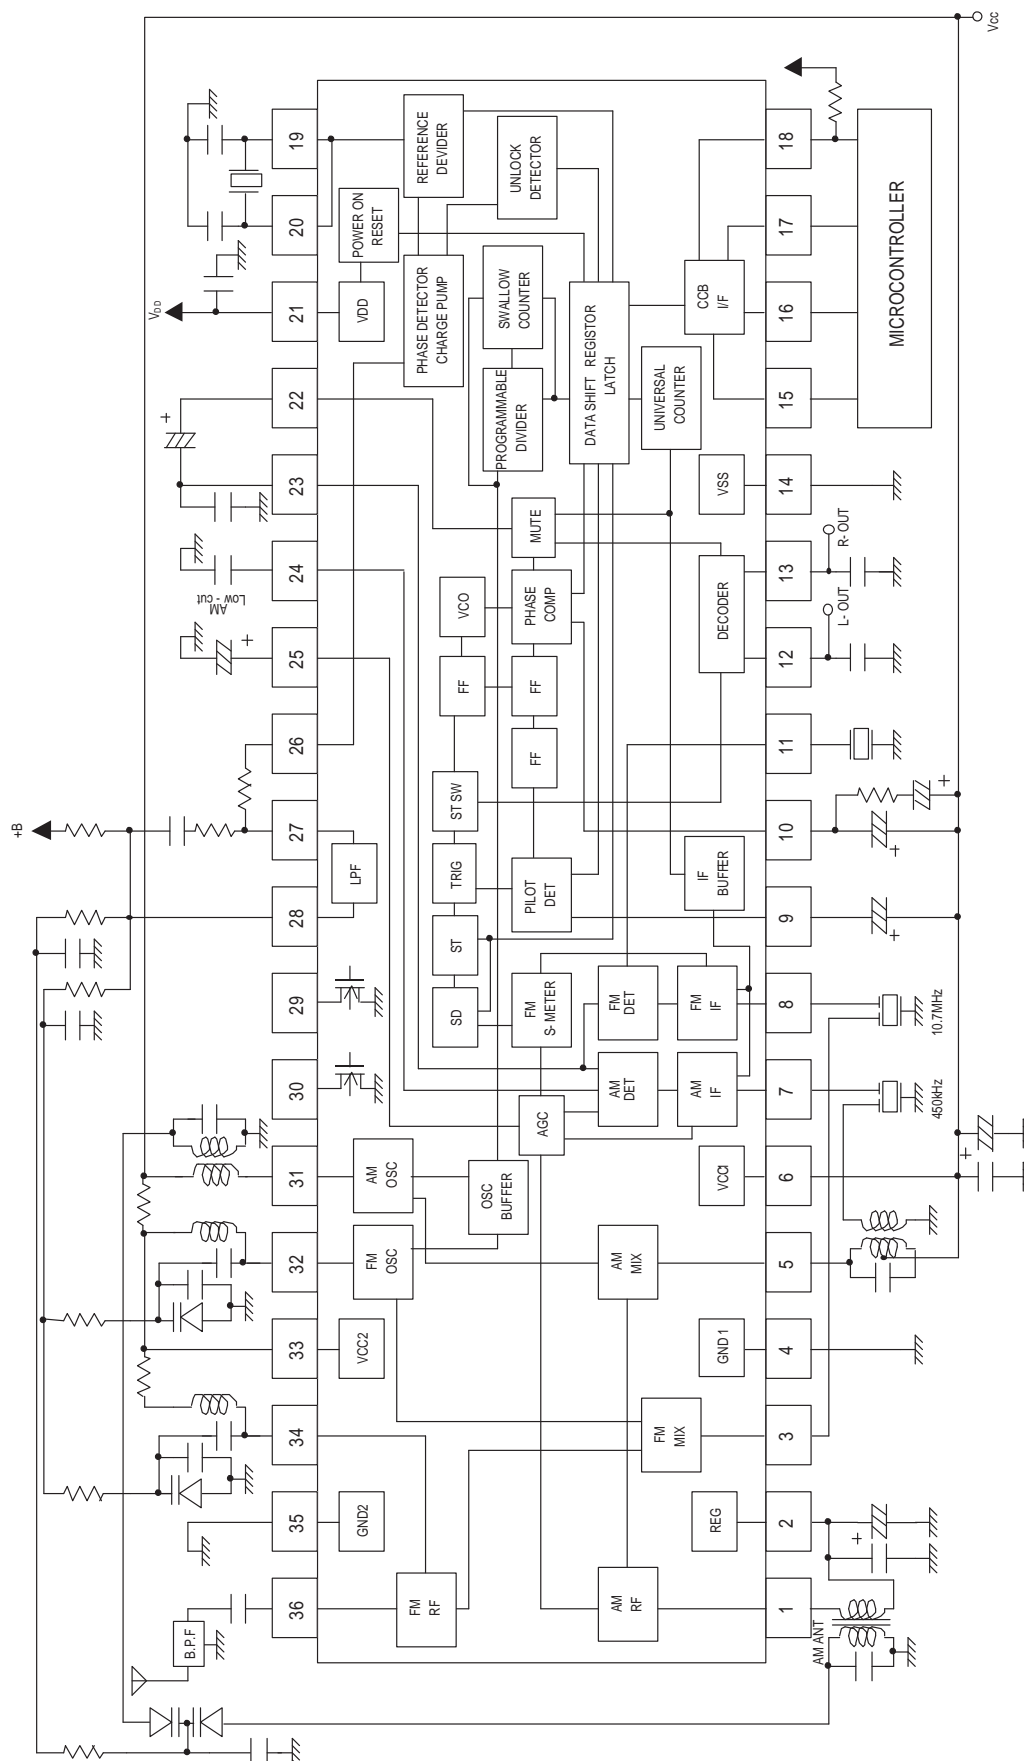 Vcc
VDD
AM
Low - cut
+B
+
+
36
35
34
33
32
31
30
29
28
27
26
25
24
23
22
21
20
19
B.P.F
GND2
VCC2
LPF
VDD
POWER ON
RESET
FM
RF
FM
OSC
AM
OSC
OSC
BUFFER
SD
ST
TRIG
ST SW
FF
VCO
PHASE DETECTOR
CHARGE PUMP
REFERENCE
DEVIDER
PROGRAMMABLE
DIVIDER
SWALLOW
COUNTER
UNLOCK
DETECTOR
AGC
FM
S- METER
PILOT
DET
FF
FF
PHASE
COMP
MUTE
DATA SHIFT REGISTOR
LATCH
AM
RF
FM
MIX
AM
MIX
AM
DET
FM
DET
UNIVERSAL
COUNTER
REG
GND1
VCCI
AM
IF
FM
IF
IF
BUFFER
DECODER
VSS
CCB
I/F
1
2
3
4
5
6
7
8
9
10
11
12
13
14
15
16
17
18
AM ANT
+
+
450kHz
10.7MHz
+
+
+
L- OUT
R- OUT
MICROCONTROLLER